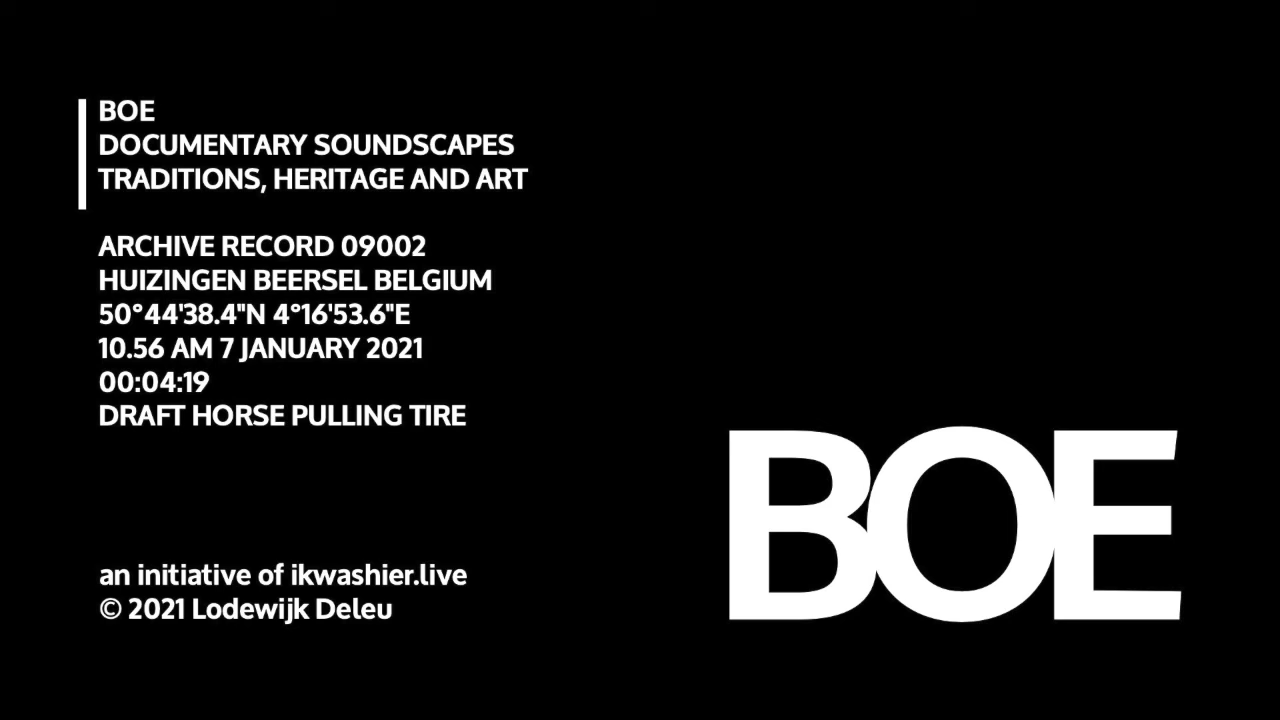 BOE
DOCUMENTARY SOUNDSCAPES
TRADITIONS, HERITAGE AND ART
ARCHIVE RECORD 09002
HUIZINGEN BEERSEL BELGIUM
50°44'38.4"N 4°16'53.6"E
10.56 AM 7 JANUARY 2021
00:04:19
DRAFT HORSE PULLING TIRE
an initiative of ikwashier.live
© 2021 Lodewijk Deleu
BOE